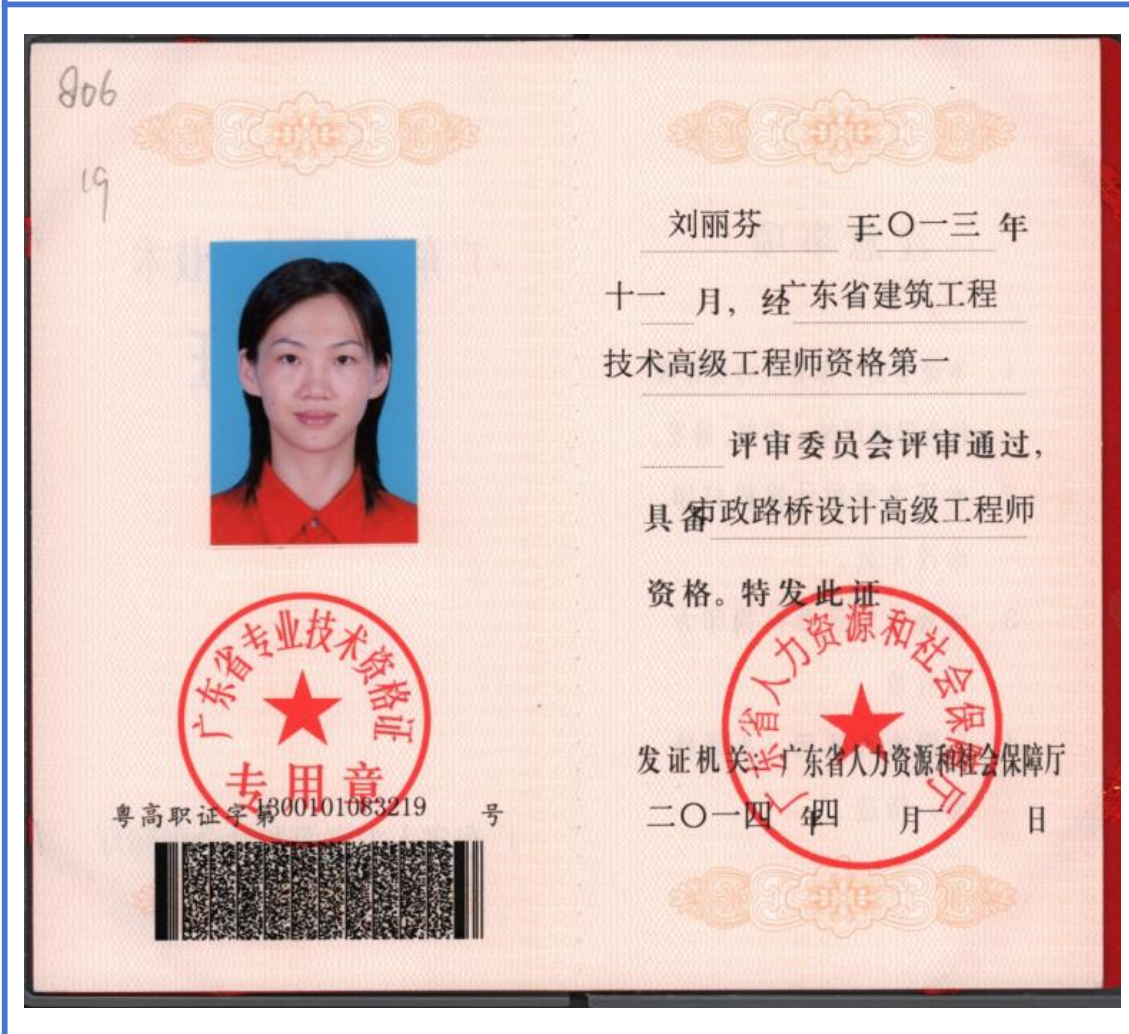 806
19
广东省专业技术资格证
专用章
粤高职证字第1300101083219 号
刘丽芬 于二〇一三 年
十一 月，经广东省建筑工程
技术高级工程师资格第一
评审委员会评审通过，
具备市政路桥设计高级工程师
资格。特发此证
广东省人力资源和社会保障厅
发证机关：广东省人力资源和社会保障厅
二〇一四 年四 月一 日